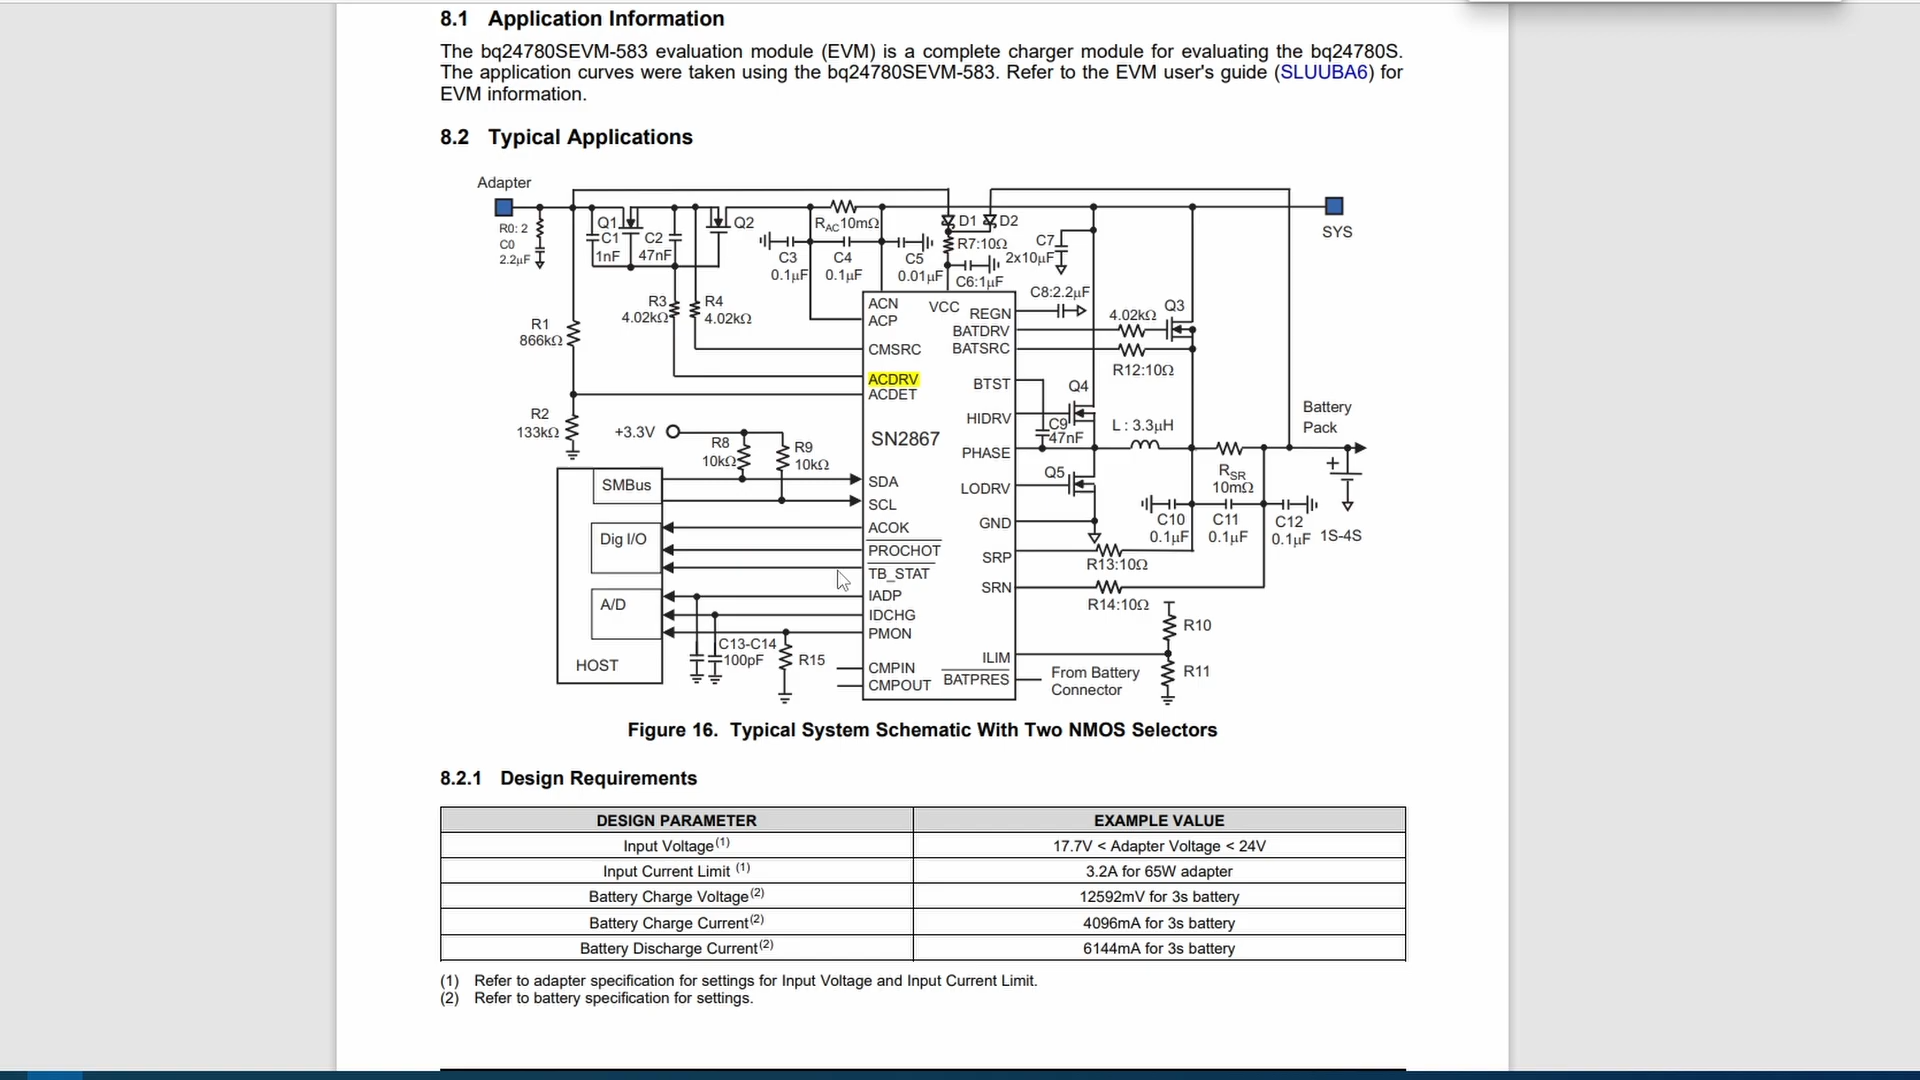 8.1 Application Information
The bq24780SEVM-583 evaluation module (EVM) is a complete charger module for evaluating the bq24780S.
The application curves were taken using the bq24780SEVM-583. Refer to the EVM user's guide (SLUUBA6) for
EVM information.
8.2 Typical Applications
Adapter
SYS
R0: 2
C0
2.2µF
Q1
C1
1nF
C2
47nF
Q2
RAC 10mΩ
C3
0.1µF
C4
0.1µF
C5
0.01µF
D1
D2
R7:10Ω
C6:1µF
C7
2x10µF
C8:2.2µF
R3
4.02kΩ
R4
4.02kΩ
R1
866kΩ
R2
133kΩ
+3.3V
R8
10kΩ
R9
10kΩ
ACN
ACP
CMSRC
ACDRV
ACDET
SN2867
SDA
SCL
ACOK
PROCHOT
TB_STAT
IADP
IDCHG
PMON
CMPIN
CMPOUT
VCC
REGN
BATDRV
BATSRC
BTST
HIDRV
PHASE
LODRV
GND
SRP
SRN
ILIM
BATPRES
4.02kΩ
Q3
R12:10Ω
Q4
C9
47nF
L : 3.3µH
Q5
RSR
10mΩ
Battery
Pack
+
C10
0.1µF
C11
0.1µF
C12
0.1µF
1S-4S
R13:10Ω
R14:10Ω
R10
R11
From Battery
Connector
SMBus
Dig I/O
A/D
HOST
C13-C14
100pF
R15
Figure 16. Typical System Schematic With Two NMOS Selectors
8.2.1 Design Requirements
DESIGN PARAMETER EXAMPLE VALUE
Input Voltage(1) 17.7V < Adapter Voltage < 24V
Input Current Limit (1) 3.2A for 65W adapter
Battery Charge Voltage(2) 12592mV for 3s battery
Battery Charge Current(2) 4096mA for 3s battery
Battery Discharge Current(2) 6144mA for 3s battery
(1) Refer to adapter specification for settings for Input Voltage and Input Current Limit.
(2) Refer to battery specification for settings.